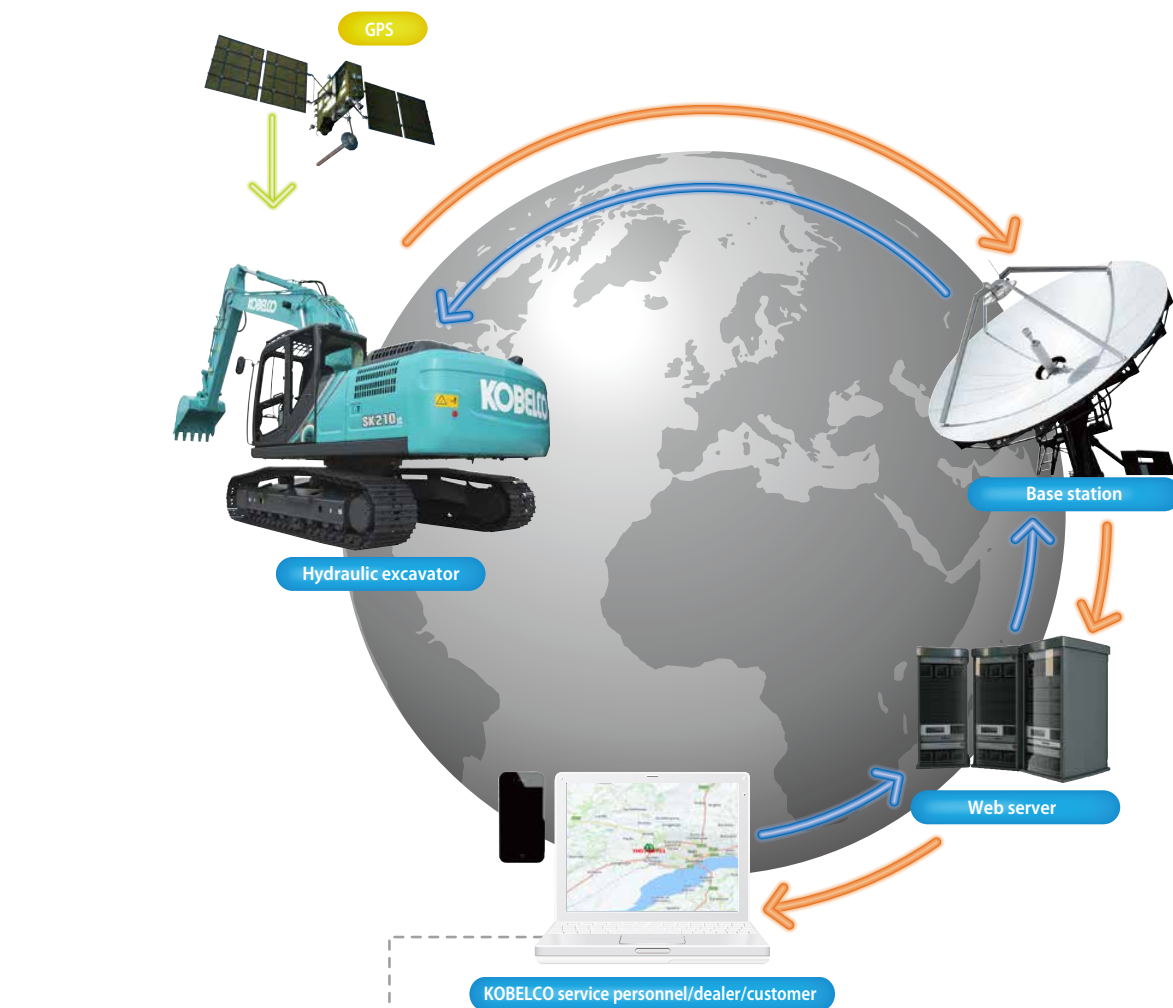 GPS
KOBELCO
KOBELCO
SK210
Base station
Hydraulic excavator
Web server
KOBELCO service personnel/dealer/customer